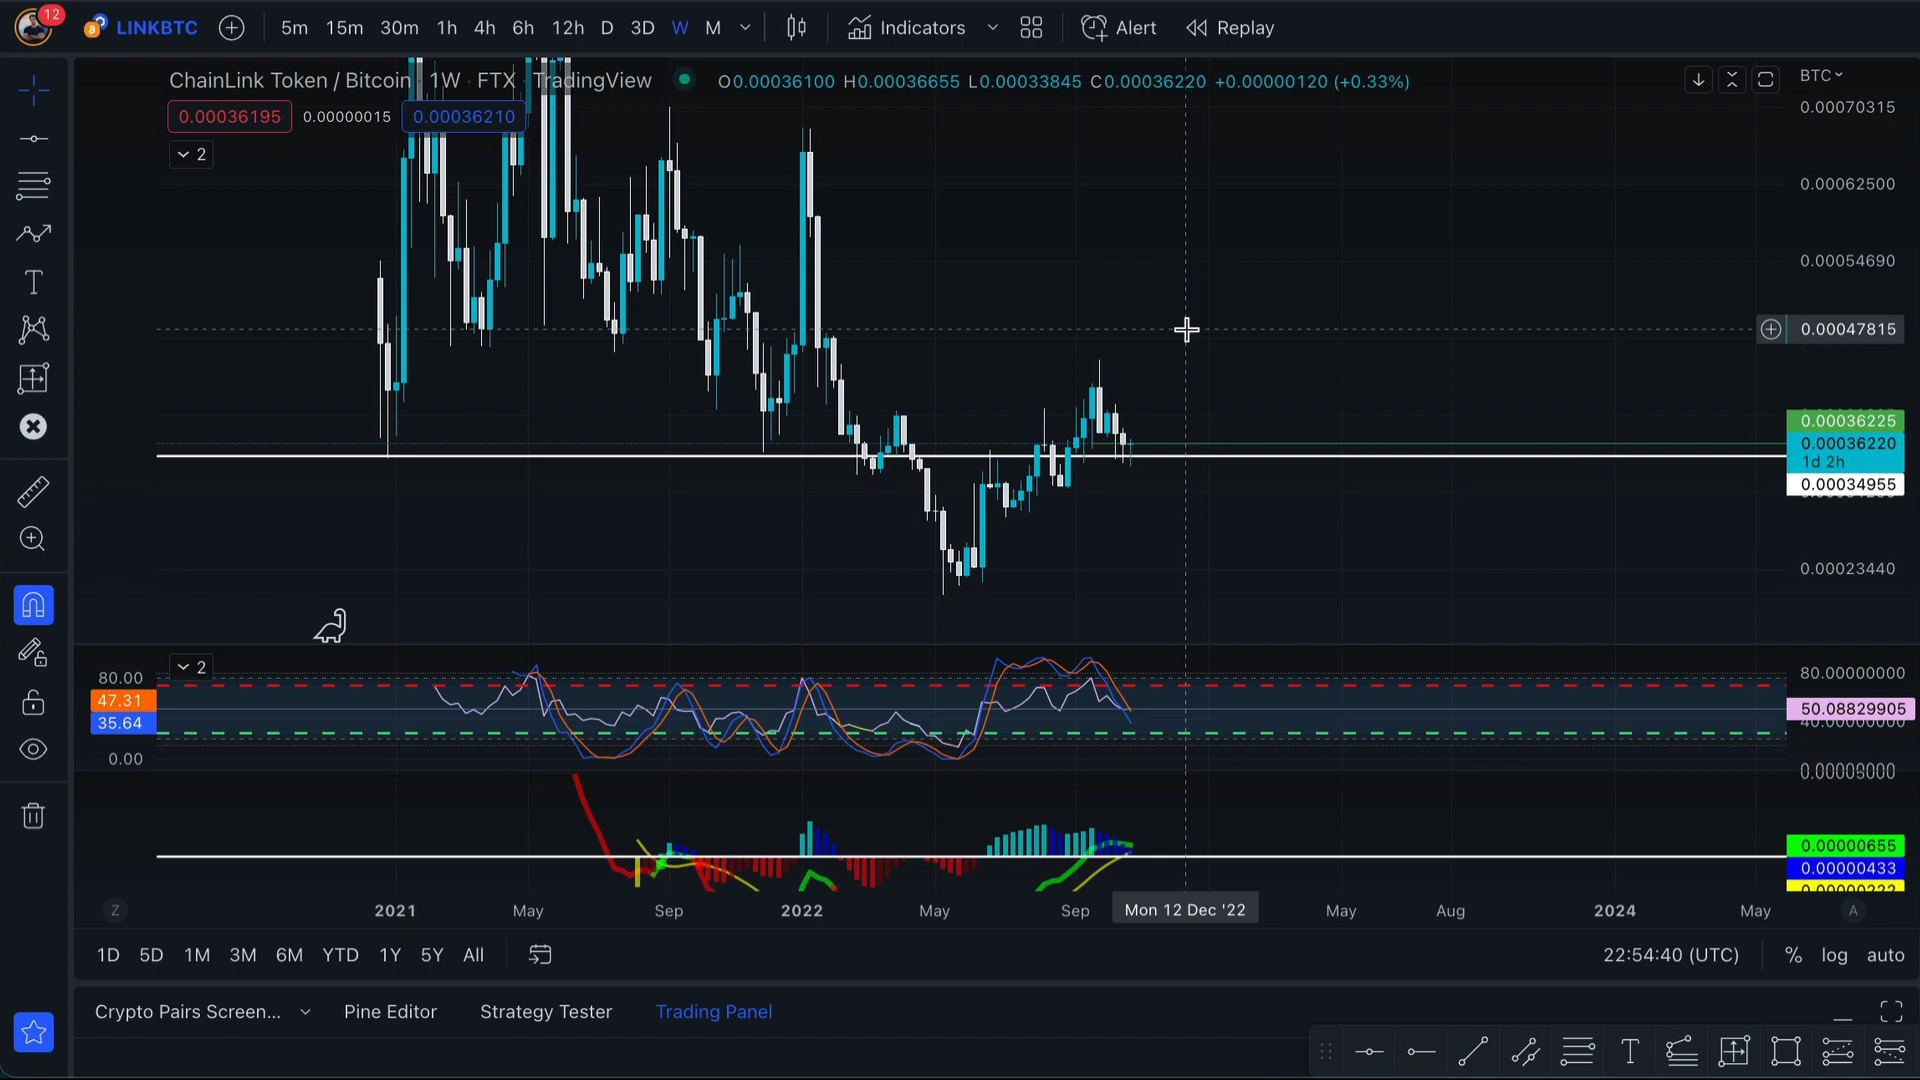 12
LINKBTC 5m 15m 30m 1h 4h 6h 12h D 3D W M Indicators Alert Replay
ChainLink Token / Bitcoin · 1W · FTX · TradingView O0.00036100 H0.00036655 L0.00033845 C0.00036220 +0.00000120 (+0.33%)
BTC
0.00036195 0.00000015 0.00036210
0.00070315
2
0.00062500
0.00054690
0.00047815
0.00036225
0.00036220
1d 2h
0.00034955
0.00023440
2
80.00 80.00000000
47.31 50.08829905
35.64 40.00000000
0.00
0.00000655
0.00000433
Z 2021 May Sep 2022 May Sep Mon 12 Dec '22 May Aug 2024 May A
1D 5D 1M 3M 6M YTD 1Y 5Y All 22:54:40 (UTC) % log auto
Crypto Pairs Screen... Pine Editor Strategy Tester Trading Panel